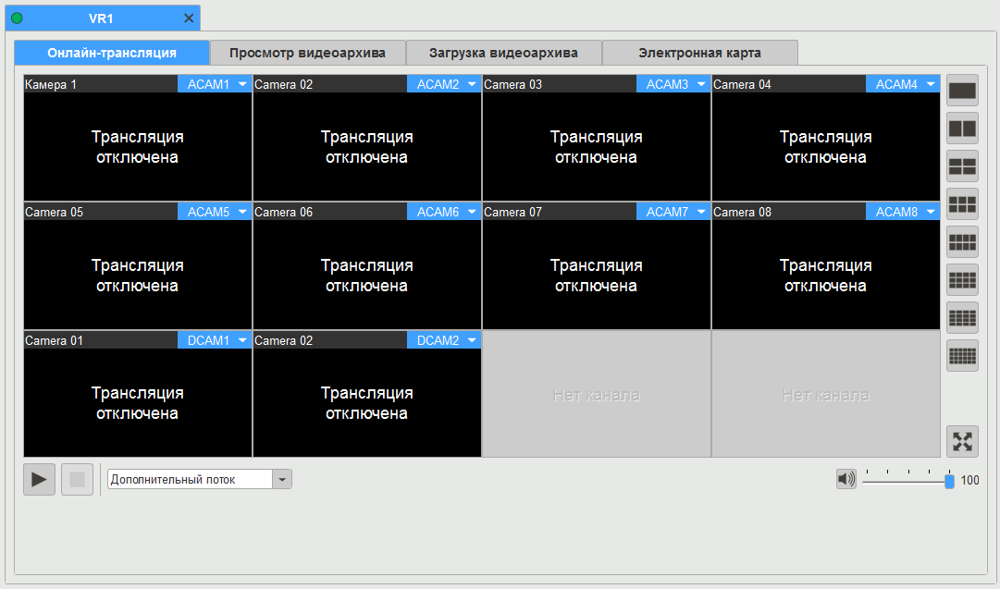 VR1
Онлайн-трансляция Просмотр видеоархива Загрузка видеоархива Электронная карта
Камера 1 ACAM1 Camera 02 ACAM2 Camera 03 ACAM3 Camera 04 ACAM4
Трансляция Трансляция Трансляция Трансляция
отключена отключена отключена отключена
Camera 05 ACAM5 Camera 06 ACAM6 Camera 07 ACAM7 Camera 08 ACAM8
Трансляция Трансляция Трансляция Трансляция
отключена отключена отключена отключена
Camera 01 DCAM1 Camera 02 DCAM2
Трансляция Трансляция Нет канала Нет канала
отключена отключена
Дополнительный поток 100